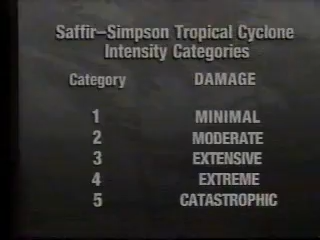 Saffir–Simpson Tropical Cyclone
Intensity Categories
Category DAMAGE
1 MINIMAL
2 MODERATE
3 EXTENSIVE
4 EXTREME
5 CATASTROPHIC